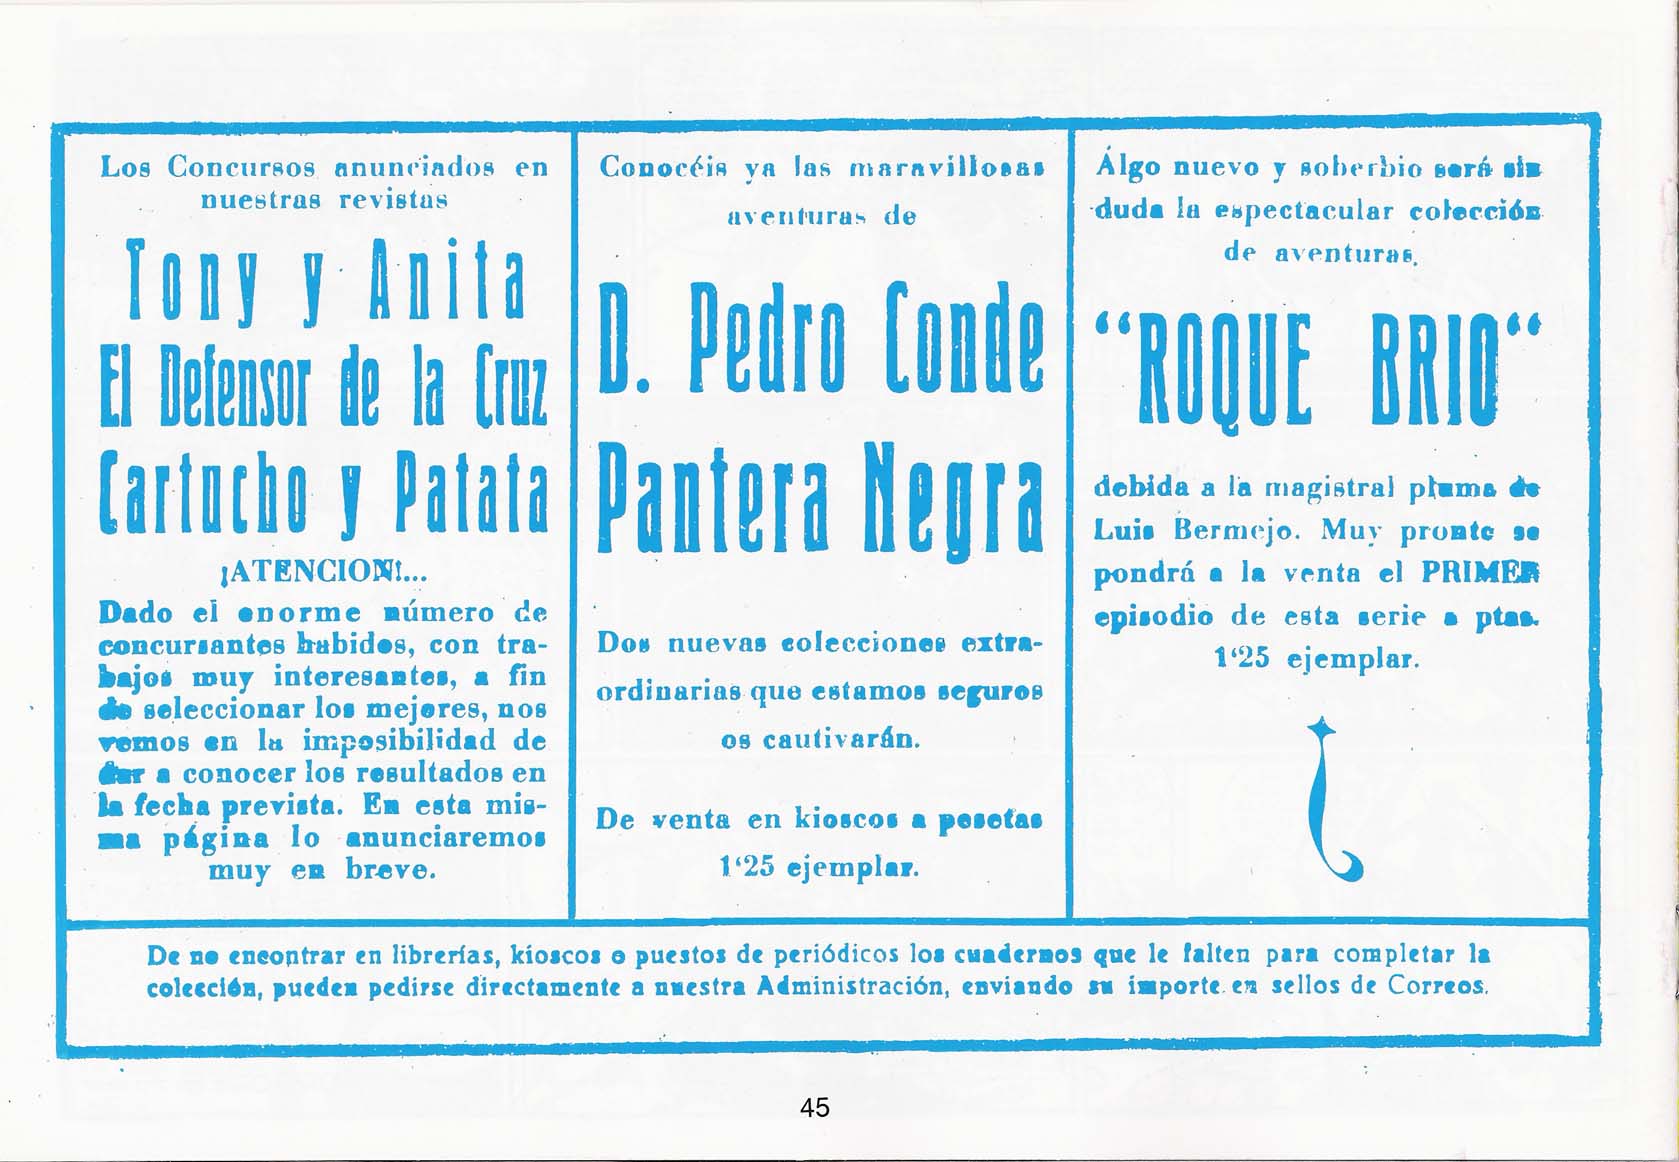 Los Concursos anunciados en
nuestras revistas
Tony y Anita
El Defensor de la Cruz
Cartucho y Patata
¡ATENCION!...
Dado el enorme número de
concursantes habidos, con tra-
bajos muy interesantes, a fin
de seleccionar los mejores, nos
vemos en la imposibilidad de
dar a conocer los resultados en
la fecha prevista. En esta mis-
ma página lo anunciaremos
muy en breve.
Conocéis ya las maravillosas
aventuras de
D. Pedro Conde
Pantera Negra
Dos nuevas colecciones extra-
ordinarias que estamos seguros
os cautivarán.
De venta en kioscos a pesetas
1‘25 ejemplar.
Álgo nuevo y soberbio será sin
duda la espectacular colección
de aventuras.
“ROQUE BRIO“
debida a la magistral pluma de
Luis Bermejo. Muy pronto se
pondrá a la venta el PRIMER
episodio de esta serie a ptas.
1‘25 ejemplar.
De no encontrar en librerías, kioscos o puestos de periódicos los cuadernos que le falten para completar la
colección, pueden pedirse directamente a nuestra Administración, enviando su importe en sellos de Correos.
45